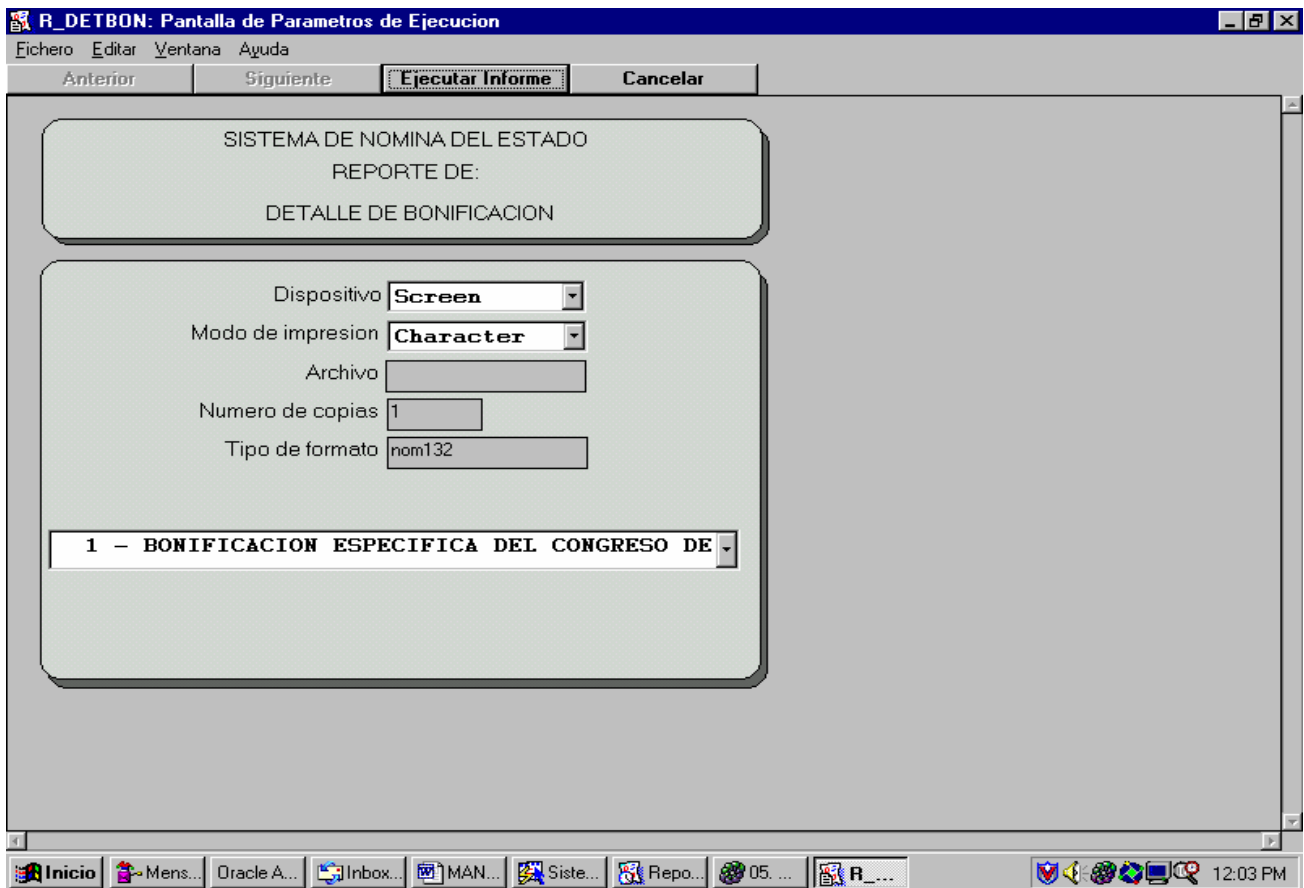 R_DETBON: Pantalla de Parametros de Ejecucion
Fichero Editar Ventana Ayuda
Anterior Siguiente Ejecutar Informe Cancelar
SISTEMA DE NOMINA DEL ESTADO
REPORTE DE:
DETALLE DE BONIFICACION
Dispositivo Screen
Modo de impresion Character
Archivo
Numero de copias 1
Tipo de formato nom132
1 – BONIFICACION ESPECIFICA DEL CONGRESO DE
Inicio Mens... Oracle A... Inbox... MAN... Siste... Repo... 05. ... R_... 12:03 PM